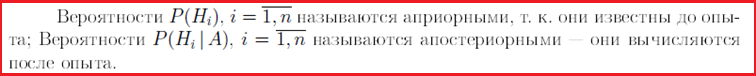 Вероятности P(H_i), i = \overline{1,n} называются априорными, т. к. они известны до опы-
та; Вероятности P(H_i | A), i = \overline{1,n} называются апостериорными — они вычисляются
после опыта.